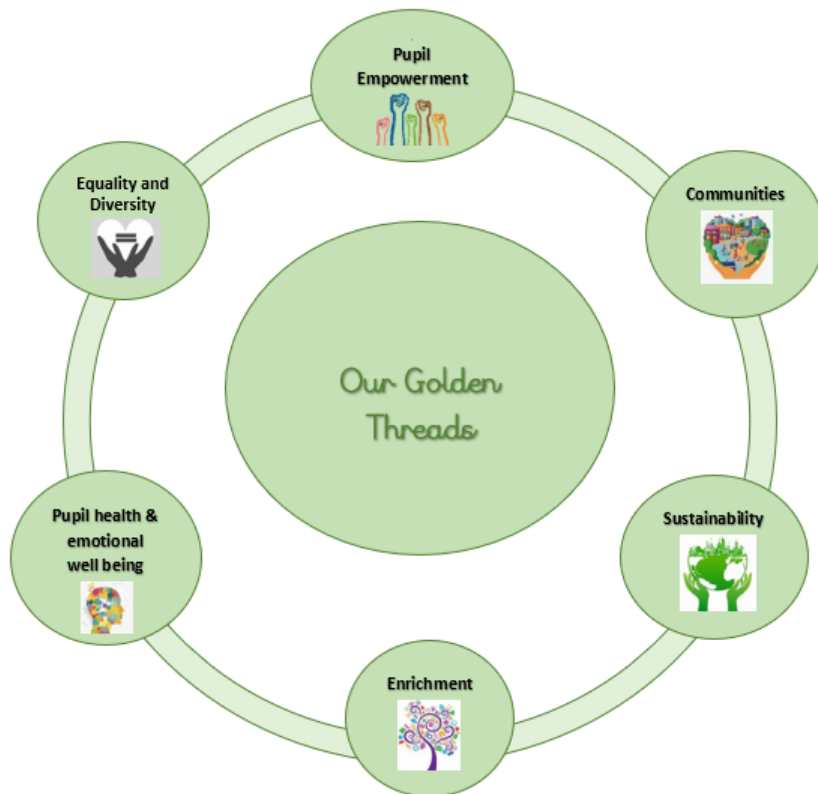 Pupil
Empowerment
Communities
Sustainability
Enrichment
Pupil health &
emotional
well being
Equality and
Diversity
Our Golden
Threads